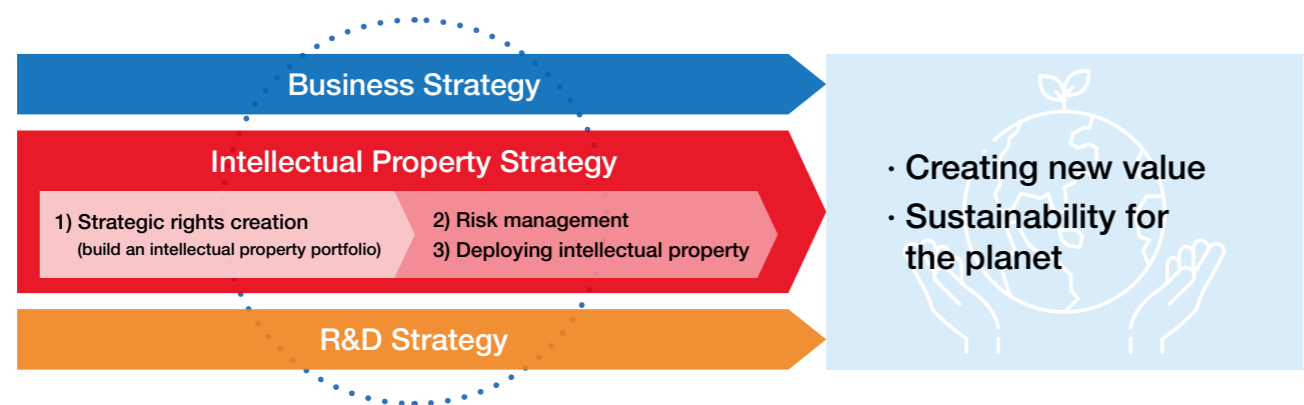 Business Strategy
Intellectual Property Strategy
1) Strategic rights creation
(build an intellectual property portfolio)
2) Risk management
3) Deploying intellectual property
R&D Strategy
· Creating new value
· Sustainability for
the planet